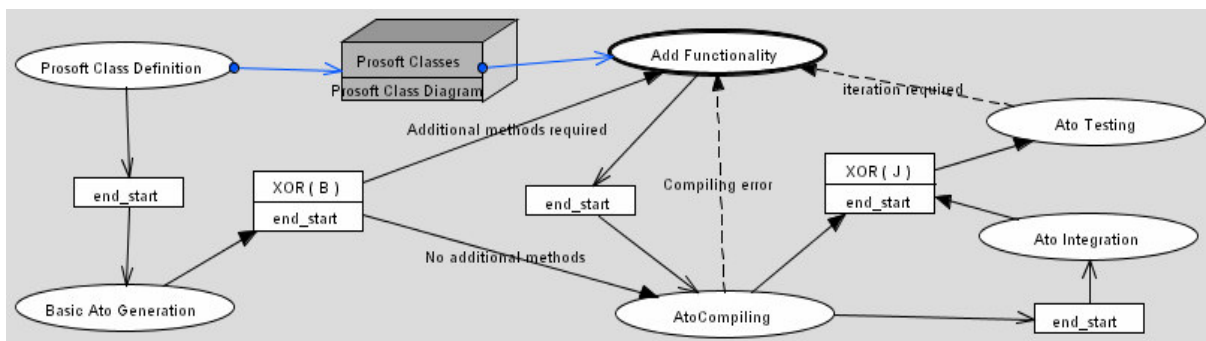 Prosoft Class Definition
Prosoft Classes
Prosoft Class Diagram
Add Functionality
iteration required
Ato Testing
Additional methods required
end_start
XOR ( B )
end_start
end_start
Compiling error
XOR ( J )
end_start
No additional methods
Ato Integration
Basic Ato Generation
AtoCompiling
end_start